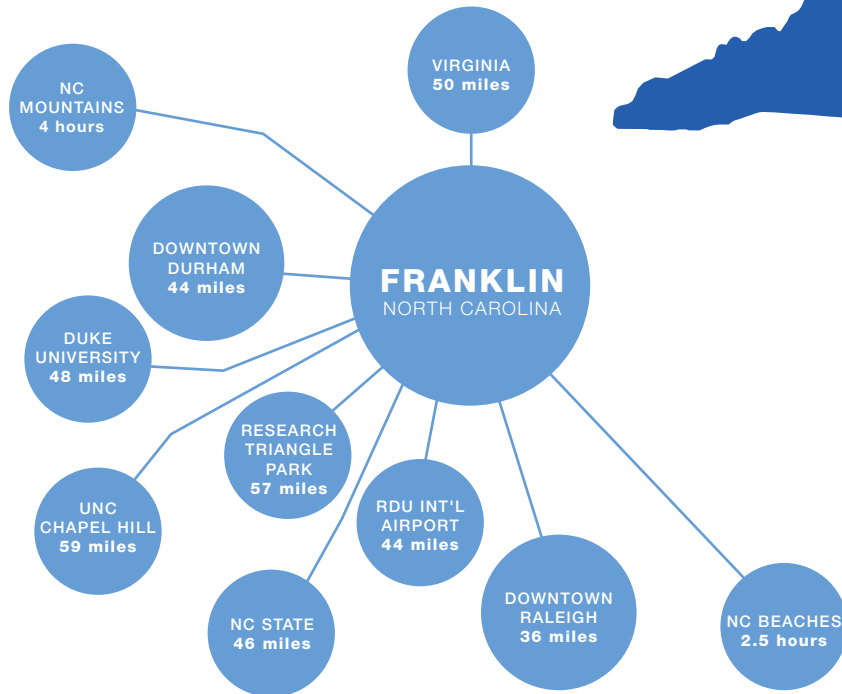 VIRGINIA
50 miles
NC
MOUNTAINS
4 hours
DOWNTOWN
DURHAM
44 miles
FRANKLIN
NORTH CAROLINA
DUKE
UNIVERSITY
48 miles
RESEARCH
TRIANGLE
PARK
57 miles
UNC
CHAPEL HILL
59 miles
RDU INT'L
AIRPORT
44 miles
NC STATE
46 miles
DOWNTOWN
RALEIGH
36 miles
NC BEACHES
2.5 hours